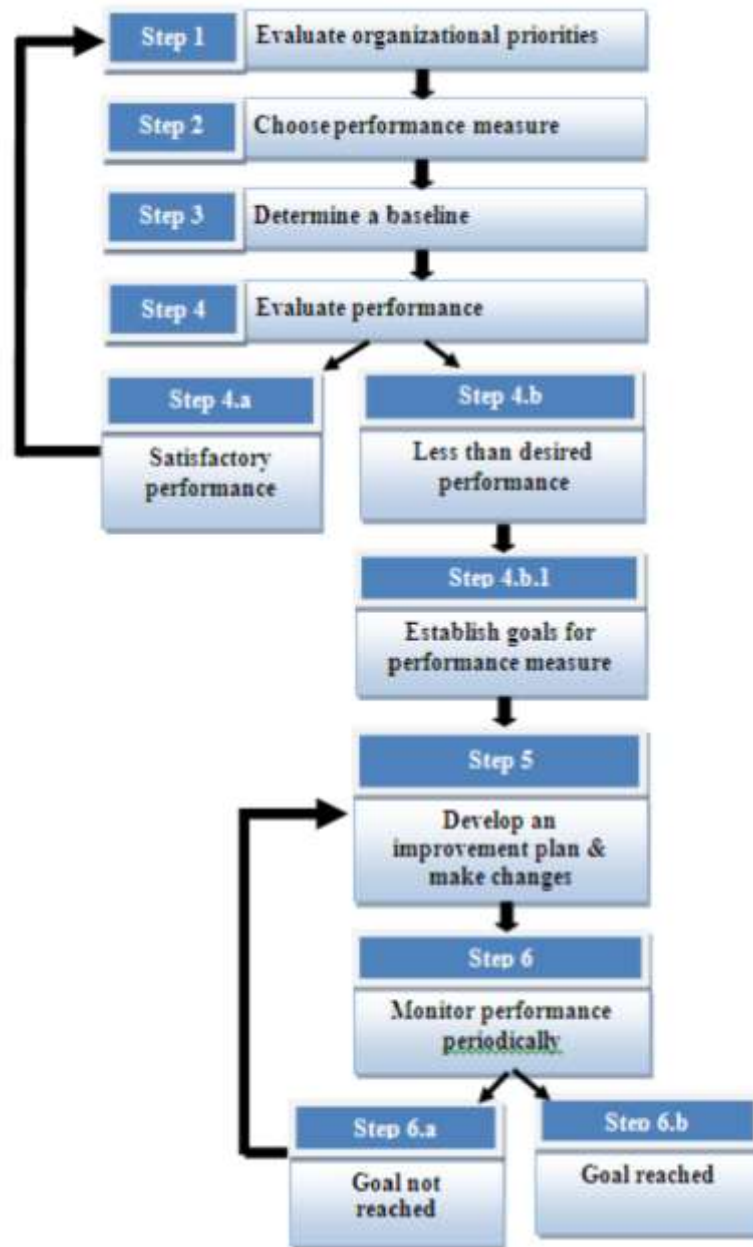 Step 1
Evaluate organizational priorities
Step 2
Choose performance measure
Step 3
Determine a baseline
Step 4
Evaluate performance
Step 4.a
Satisfactory
performance
Step 4.b
Less than desired
performance
Step 4.b.1
Establish goals for
performance measure
Step 5
Develop an
improvement plan &
make changes
Step 6
Monitor performance
periodically
Step 6.a
Goal not
reached
Step 6.b
Goal reached